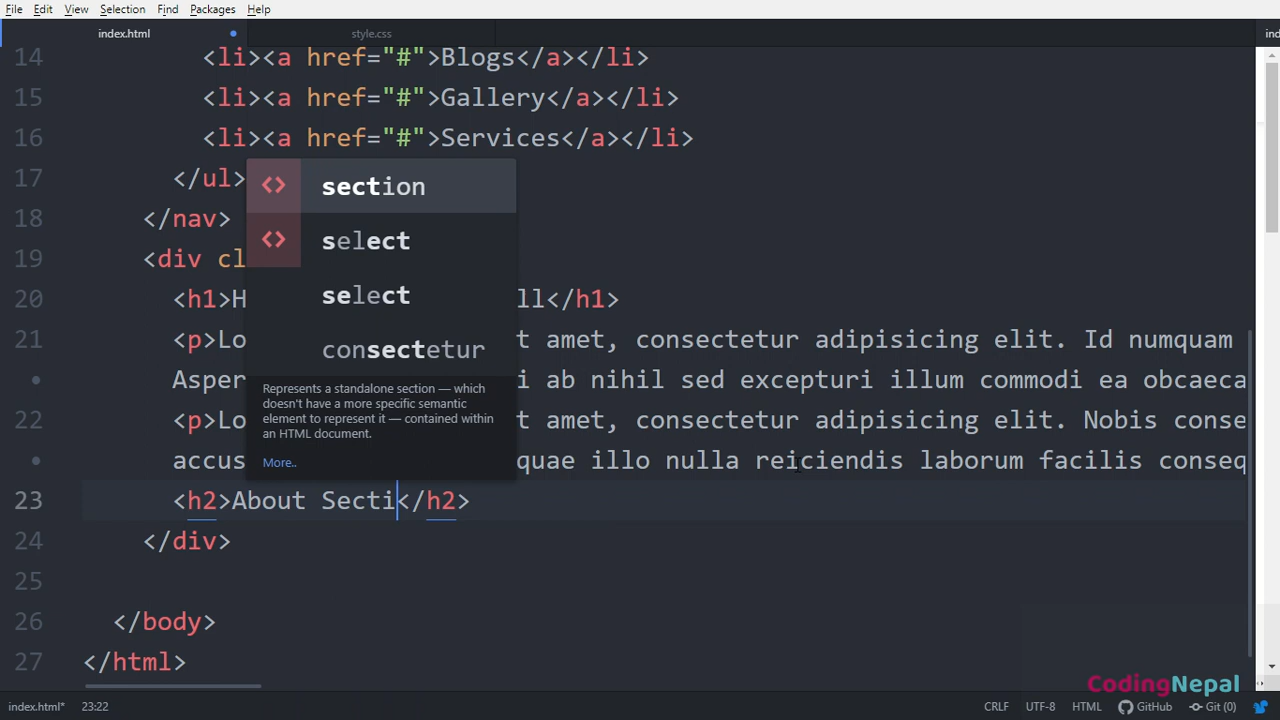 File Edit View Selection Find Packages Help
index.html style.css ind
14 <li><a href="#">Blogs</a></li>
15 <li><a href="#">Gallery</a></li>
16 <li><a href="#">Services</a></li>
17 </ul>
18 </nav>
19 <div cl
20 <h1>H ll</h1>
21 <p>Lo t amet, consectetur adipisicing elit. Id numquam
• Asper i ab nihil sed excepturi illum commodi ea obcaeca
22 <p>Lo t amet, consectetur adipisicing elit. Nobis conse
• accus quae illo nulla reiciendis laborum facilis conseq
23 <h2>About Secti</h2>
24 </div>
25
26 </body>
27 </html>
<> section
<> select
select
consectetur
Represents a standalone section — which
doesn't have a more specific semantic
element to represent it — contained within
an HTML document.
More..
CodingNepal
index.html* 23:22 CRLF UTF-8 HTML GitHub Git (0)